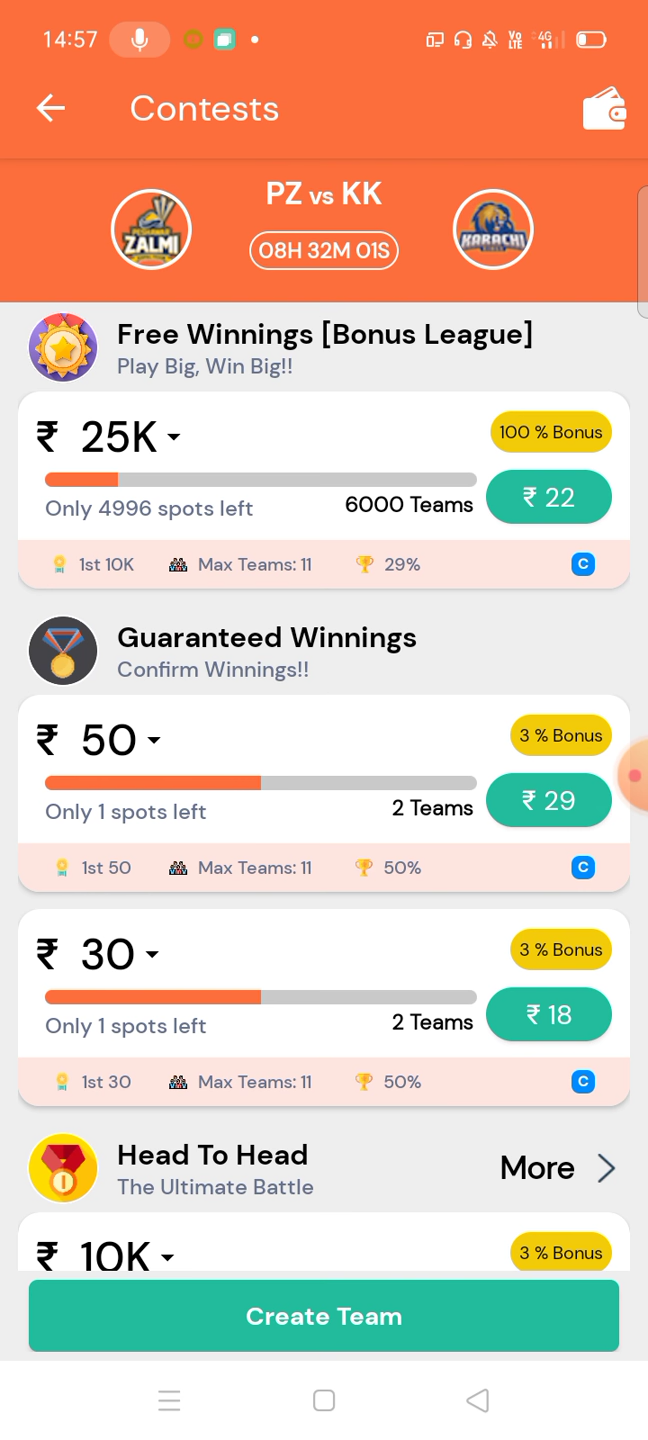 14:57
VO LTE 4G
Contests
PZ vs KK
ZALMI
08H 32M 01S
KARACHI
Free Winnings [Bonus League]
Play Big, Win Big!!
₹ 25K
100 % Bonus
Only 4996 spots left
6000 Teams
₹ 22
1st 10K
Max Teams: 11
29%
C
Guaranteed Winnings
Confirm Winnings!!
₹ 50
3 % Bonus
Only 1 spots left
2 Teams
₹ 29
1st 50
Max Teams: 11
50%
C
₹ 30
3 % Bonus
Only 1 spots left
2 Teams
₹ 18
1st 30
Max Teams: 11
50%
C
Head To Head
The Ultimate Battle
More
₹ 10K
3 % Bonus
Create Team